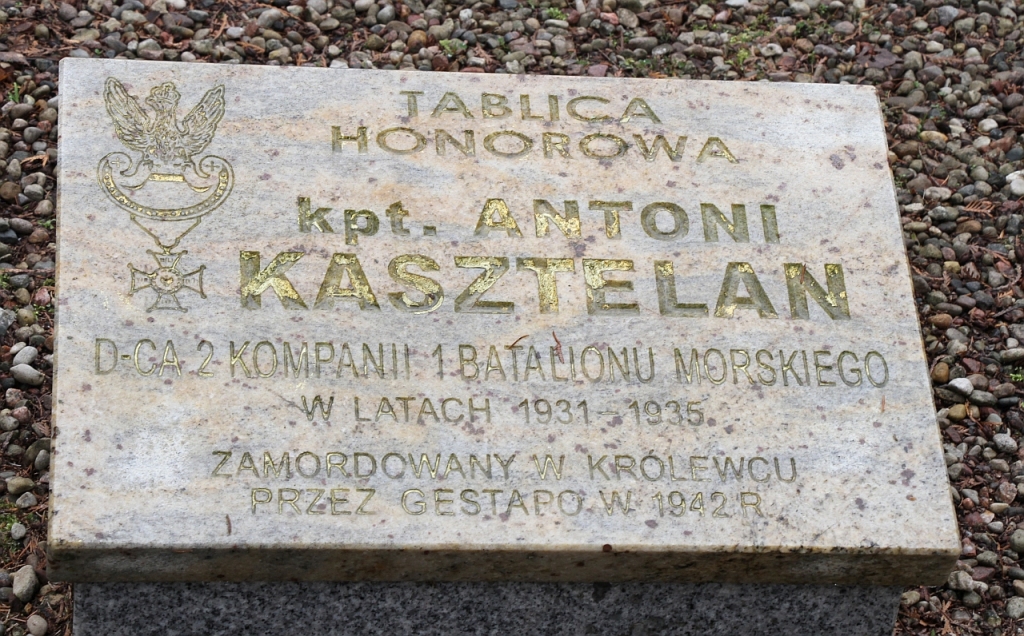 TABLICA
HONOROWA
kpt. ANTONI
KASZTELAN
D-CA 2 KOMPANII 1 BATALIONU MORSKIEGO
W LATACH 1931-1935
ZAMORDOWANY W KRÓLEWCU
PRZEZ GESTAPO W 1942 R.